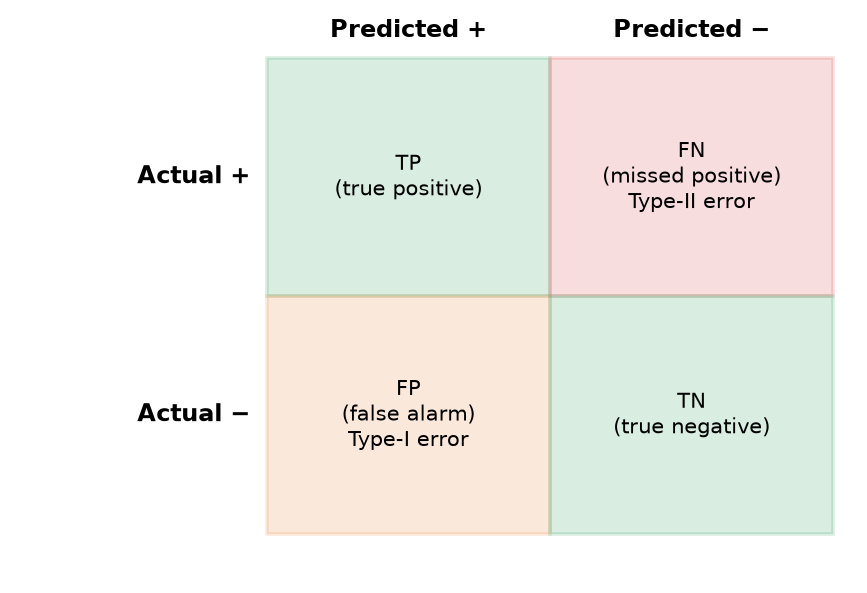 Predicted +
Predicted −
Actual +
TP
(true positive)
FN
(missed positive)
Type-II error
Actual −
FP
(false alarm)
Type-I error
TN
(true negative)